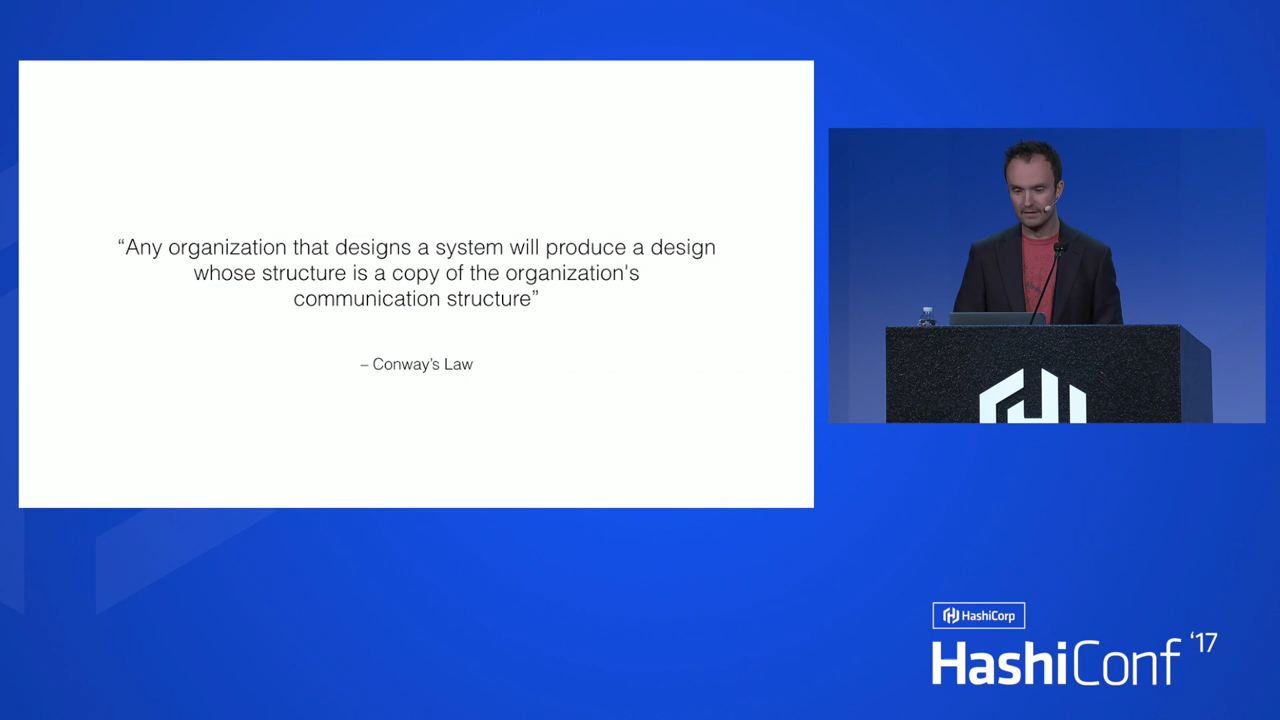 “Any organization that designs a system will produce a design
whose structure is a copy of the organization's
communication structure”
– Conway’s Law
HashiCorp
HashiConf ‘17